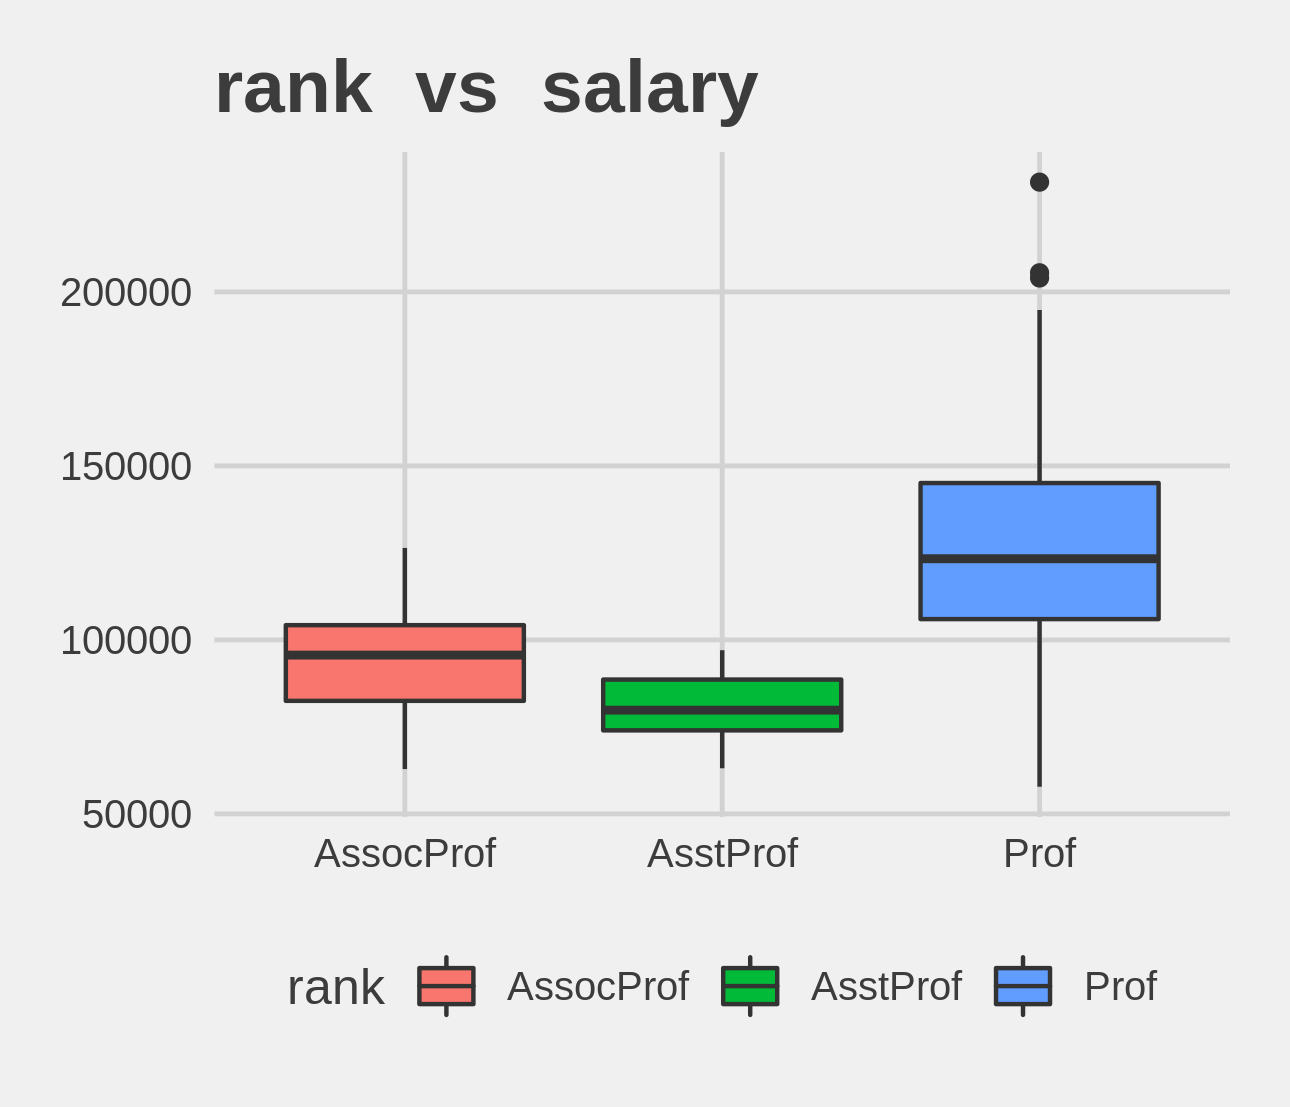 rank vs salary
200000
150000
100000
50000
AssocProf AsstProf Prof
rank AssocProf AsstProf Prof